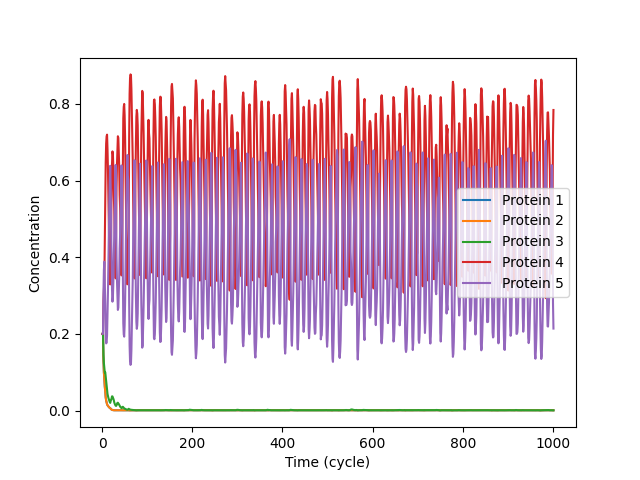 Concentration
0.8
0.6
0.4
0.2
0.0
Protein 1
Protein 2
Protein 3
Protein 4
Protein 5
0 200 400 600 800 1000
Time (cycle)